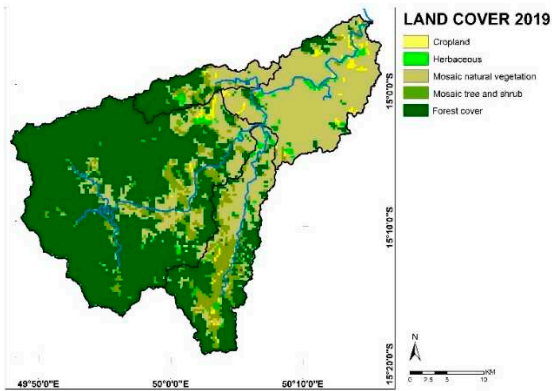 LAND COVER 2019
Cropland
Herbaceous
Mosaic natural vegetation
Mosaic tree and shrub
Forest cover
15°0'0"S
15°10'0"S
15°20'0"S
N
0 2.5 5 10
KM
49°50'0"E 50°0'0"E 50°10'0"E